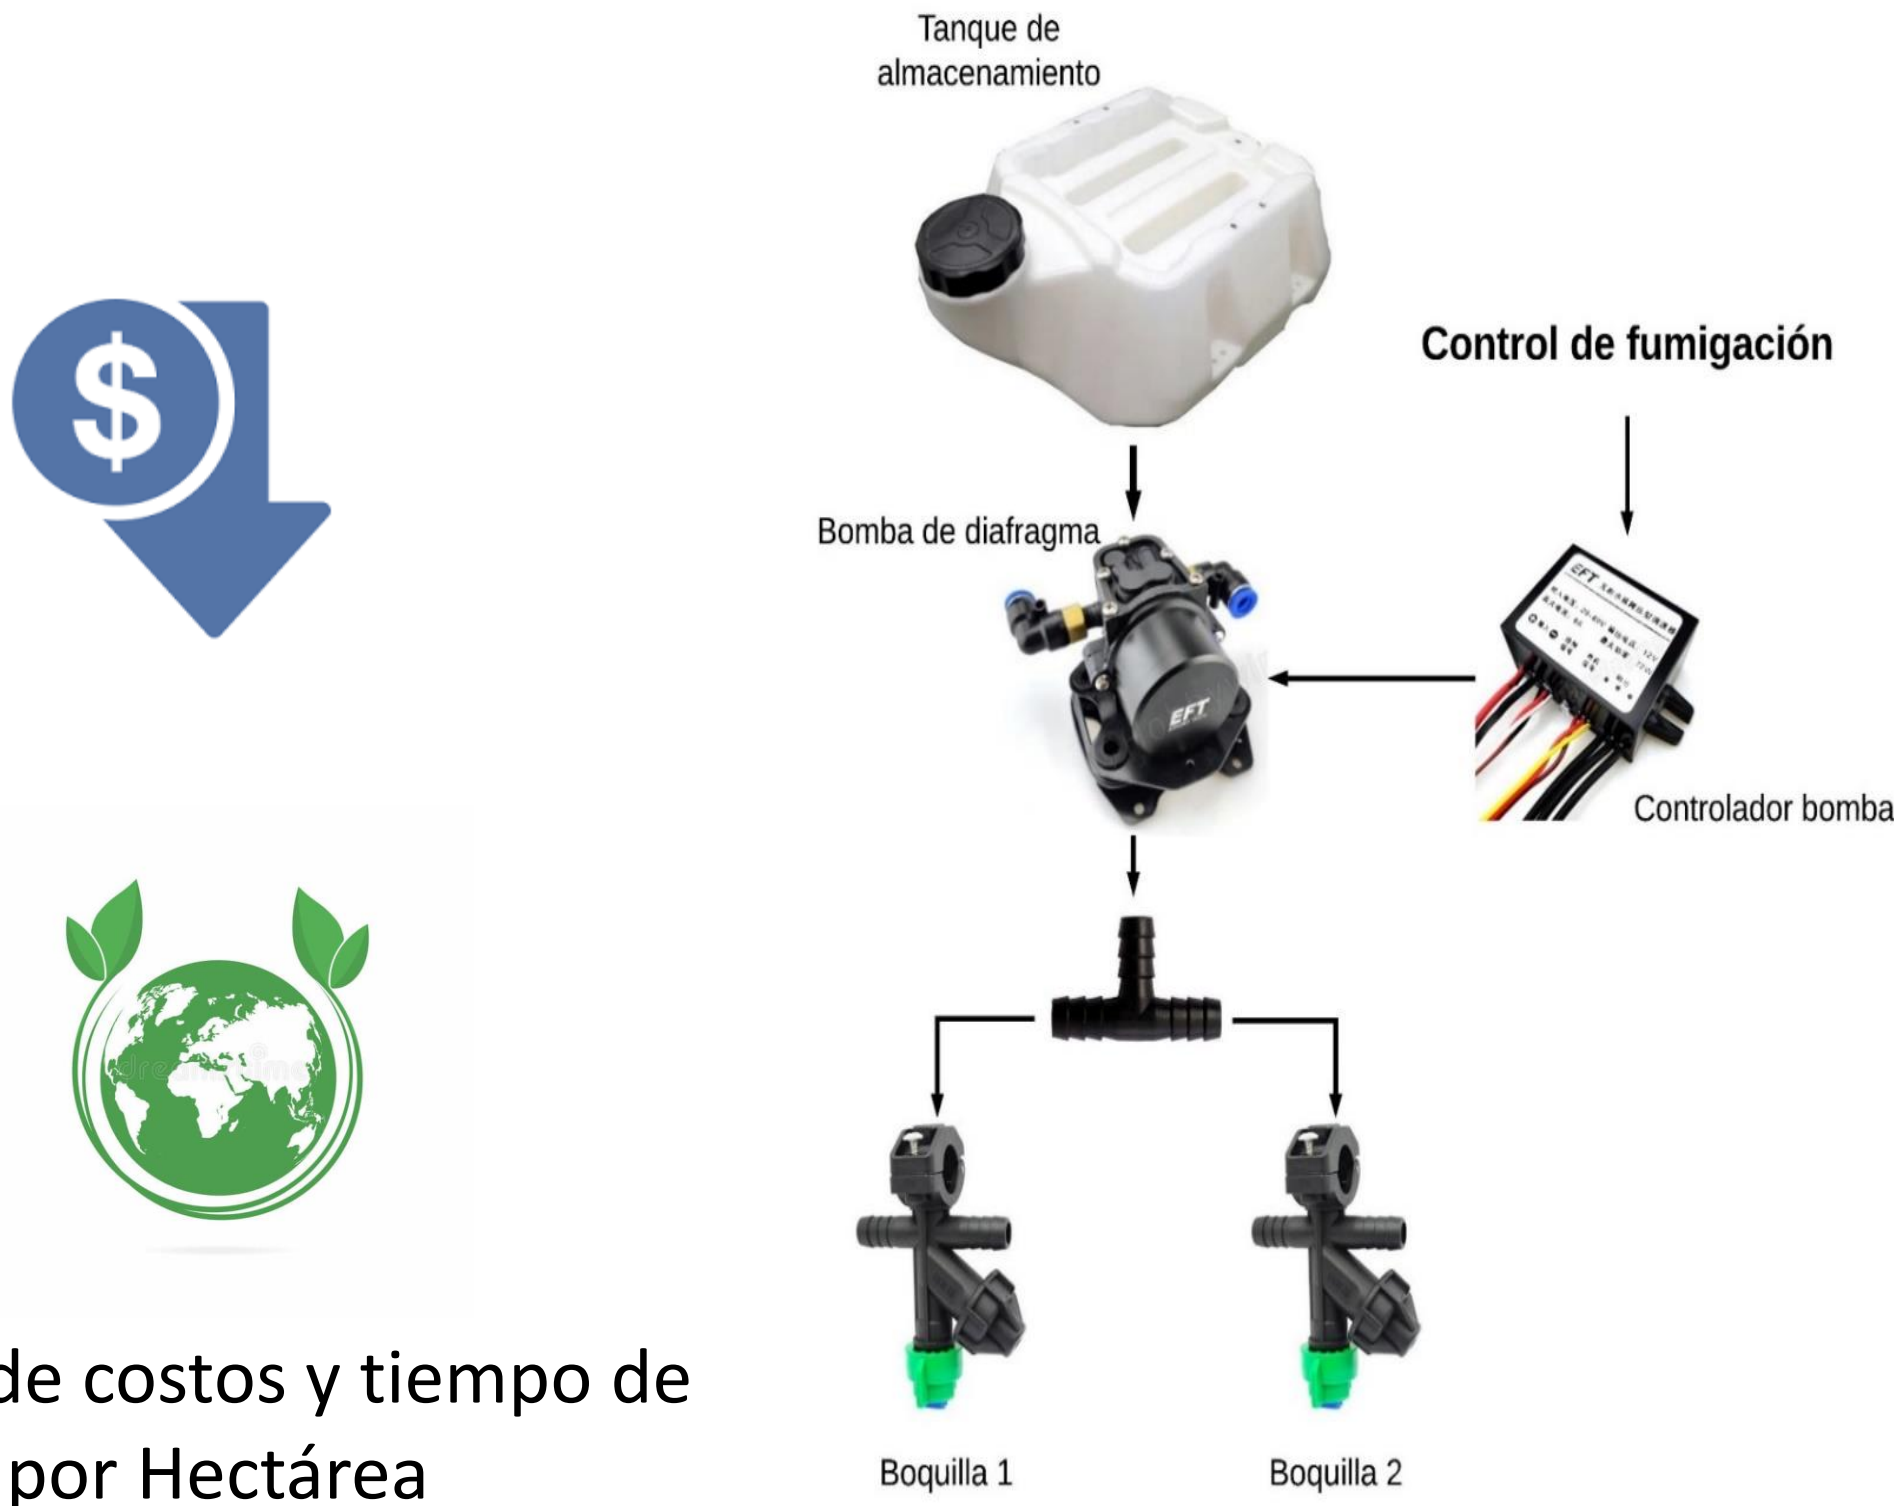 Tanque de
almacenamiento
Control de fumigación
Bomba de diafragma
EFT
EFT
Controlador bomba
$
de costos y tiempo de
por Hectárea
Boquilla 1
Boquilla 2